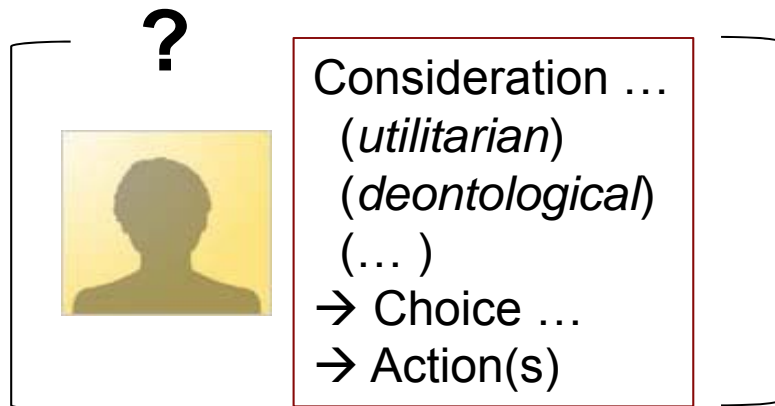 ?
Consideration …
(utilitarian)
(deontological)
(… )
→ Choice …
→ Action(s)